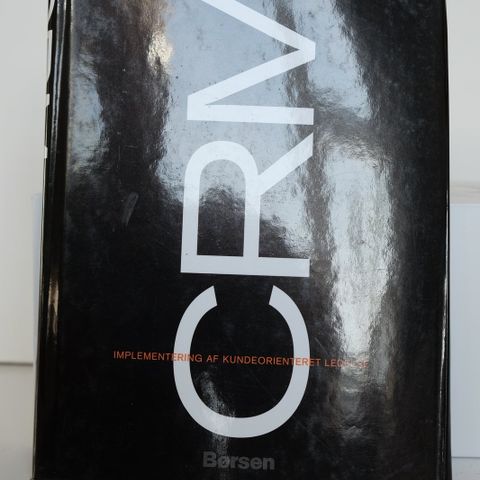 CRM
IMPLEMENTERING AF KUNDEORIENTERET
Børsen